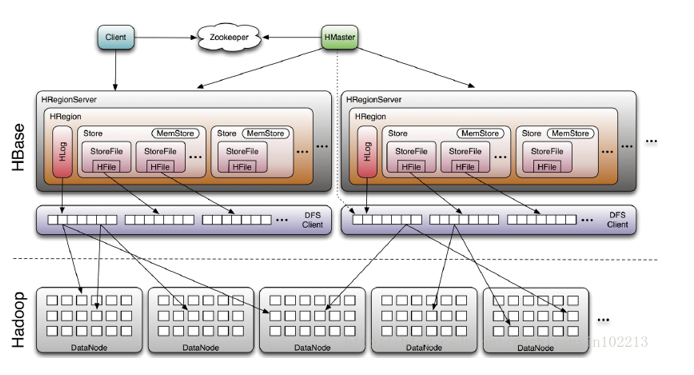 Client
Zookeeper
HMaster
HBase
HRegionServer
HRegion
HLog
Store
MemStore
StoreFile
HFile
StoreFile
HFile
...
Store
MemStore
StoreFile
HFile
...
...
HRegionServer
HRegion
HLog
Store
MemStore
StoreFile
HFile
StoreFile
HFile
...
Store
MemStore
StoreFile
HFile
...
...
...
...
DFS
Client
...
DFS
Client
Hadoop
DataNode
DataNode
DataNode
DataNode
DataNode
...